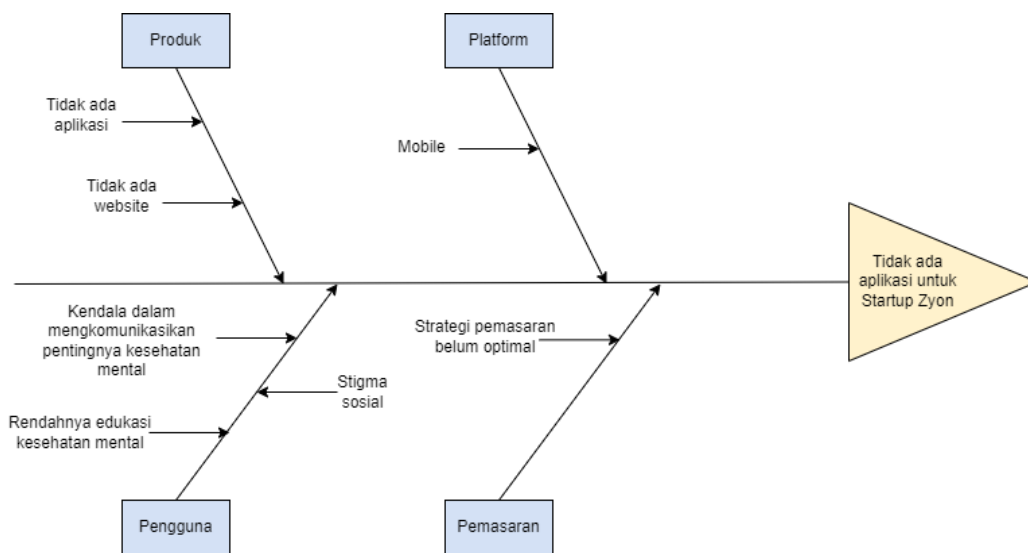 Produk
Platform
Tidak ada
aplikasi
Mobile
Tidak ada
website
Tidak ada
aplikasi untuk
Startup Zyon
Kendala dalam
mengkomunikasikan
pentingnya kesehatan
mental
Strategi pemasaran
belum optimal
Stigma
sosial
Rendahnya edukasi
kesehatan mental
Pengguna
Pemasaran